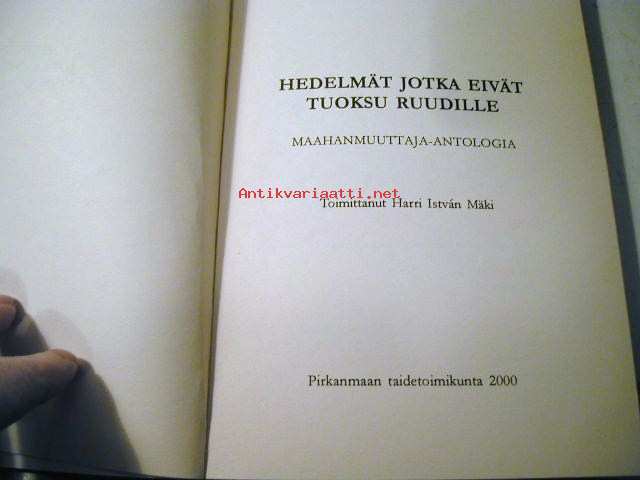 HEDELMÄT JOTKA EIVÄT
TUOKSU RUUDILLE
MAAHANMUUTTAJA-ANTOLOGIA
Antikvariaatti.net
Toimittanut Harri István Mäki
Pirkanmaan taidetoimikunta 2000